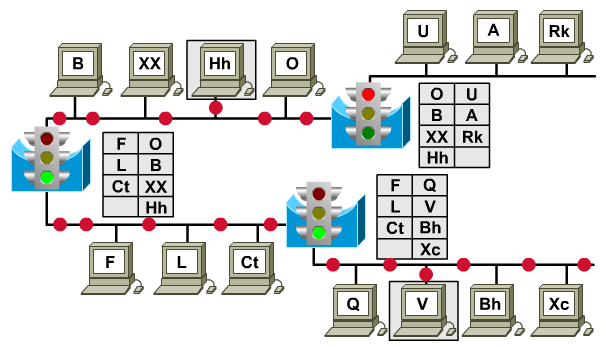 U A Rk
B XX Hh O
O U
B A
XX Rk
Hh
F O
L B
Ct XX
Hh
F Q
L V
Ct Bh
Xc
F L Ct
Q V Bh Xc